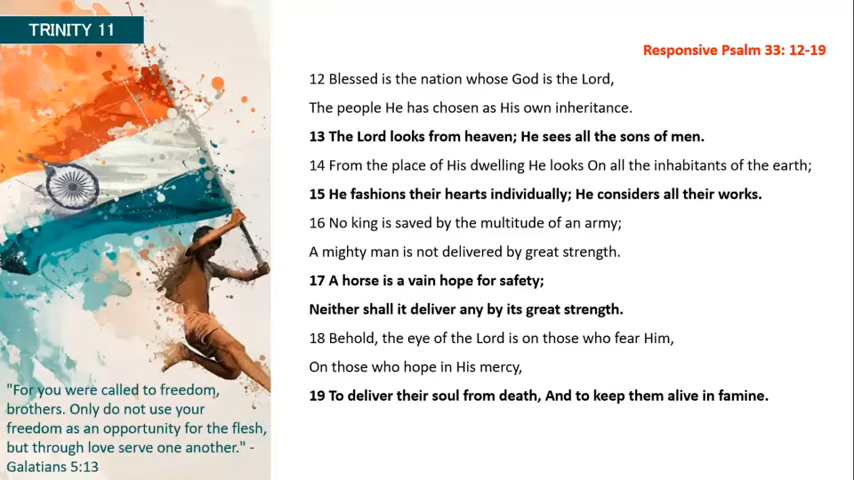 TRINITY 11
Responsive Psalm 33: 12-19
12 Blessed is the nation whose God is the Lord,
The people He has chosen as His own inheritance.
13 The Lord looks from heaven; He sees all the sons of men.
14 From the place of His dwelling He looks On all the inhabitants of the earth;
15 He fashions their hearts individually; He considers all their works.
16 No king is saved by the multitude of an army;
A mighty man is not delivered by great strength.
17 A horse is a vain hope for safety;
Neither shall it deliver any by its great strength.
18 Behold, the eye of the Lord is on those who fear Him,
On those who hope in His mercy,
19 To deliver their soul from death, And to keep them alive in famine.
"For you were called to freedom,
brothers. Only do not use your
freedom as an opportunity for the flesh,
but through love serve one another." -
Galatians 5:13